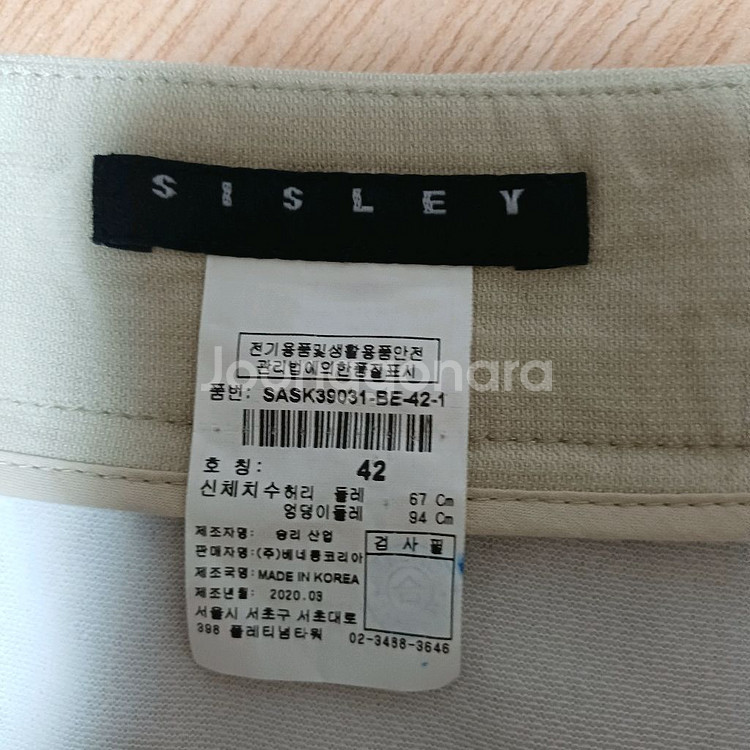 SISLEY
전기용품및생활용품안전
관리법에의한품질표시
Joonggonara
품번: SASK39031-BE-42-1
호 칭: 42
신체치수허리 둘레 67 Cm
엉덩이둘레 94 Cm
제조자명: 승리 산업
검 사 필
판매자명: (주)베네통코리아
제조국명: MADE IN KOREA
제조년월: 2020.03
서울시 서초구 서초대로
398 플레티넘타워 02-3488-3646